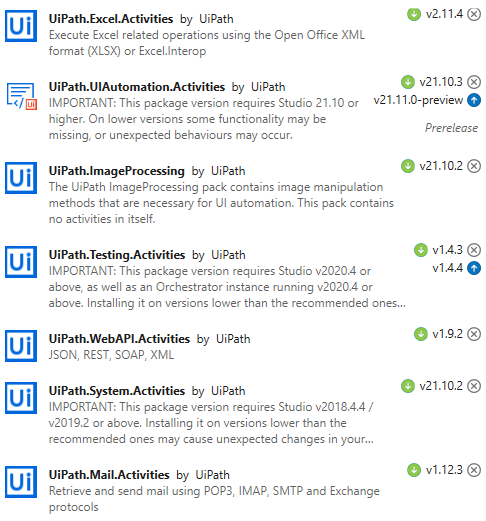 Ui
UiPath.Excel.Activities by UiPath
v2.11.4
Execute Excel related operations using the Open Office XML
format (XLSX) or Excel.Interop
Ui
UiPath.UIAutomation.Activities by UiPath
v21.10.3
IMPORTANT: This package version requires Studio 21.10 or
v21.11.0-preview
higher. On lower versions some functionality may be
Prerelease
missing, or unexpected behaviours may occur.
Ui
UiPath.ImageProcessing by UiPath
v21.10.2
The UiPath ImageProcessing pack contains image manipulation
methods that are necessary for UI automation. This pack contains
no activities in itself.
Ui
UiPath.Testing.Activities by UiPath
v1.4.3
IMPORTANT: This package version requires Studio v2020.4 or
v1.4.4
above, as well as an Orchestrator instance running v2020.4 or
above. Installing it on versions lower than the recommended ones...
Ui
UiPath.WebAPI.Activities by UiPath
v1.9.2
JSON, REST, SOAP, XML
Ui
UiPath.System.Activities by UiPath
v21.10.2
IMPORTANT: This package version requires Studio v2018.4.4 /
v2019.2 or above. Installing it on versions lower than the
recommended ones may cause unexpected changes in your...
Ui
UiPath.Mail.Activities by UiPath
v1.12.3
Retrieve and send mail using POP3, IMAP, SMTP and Exchange
protocols